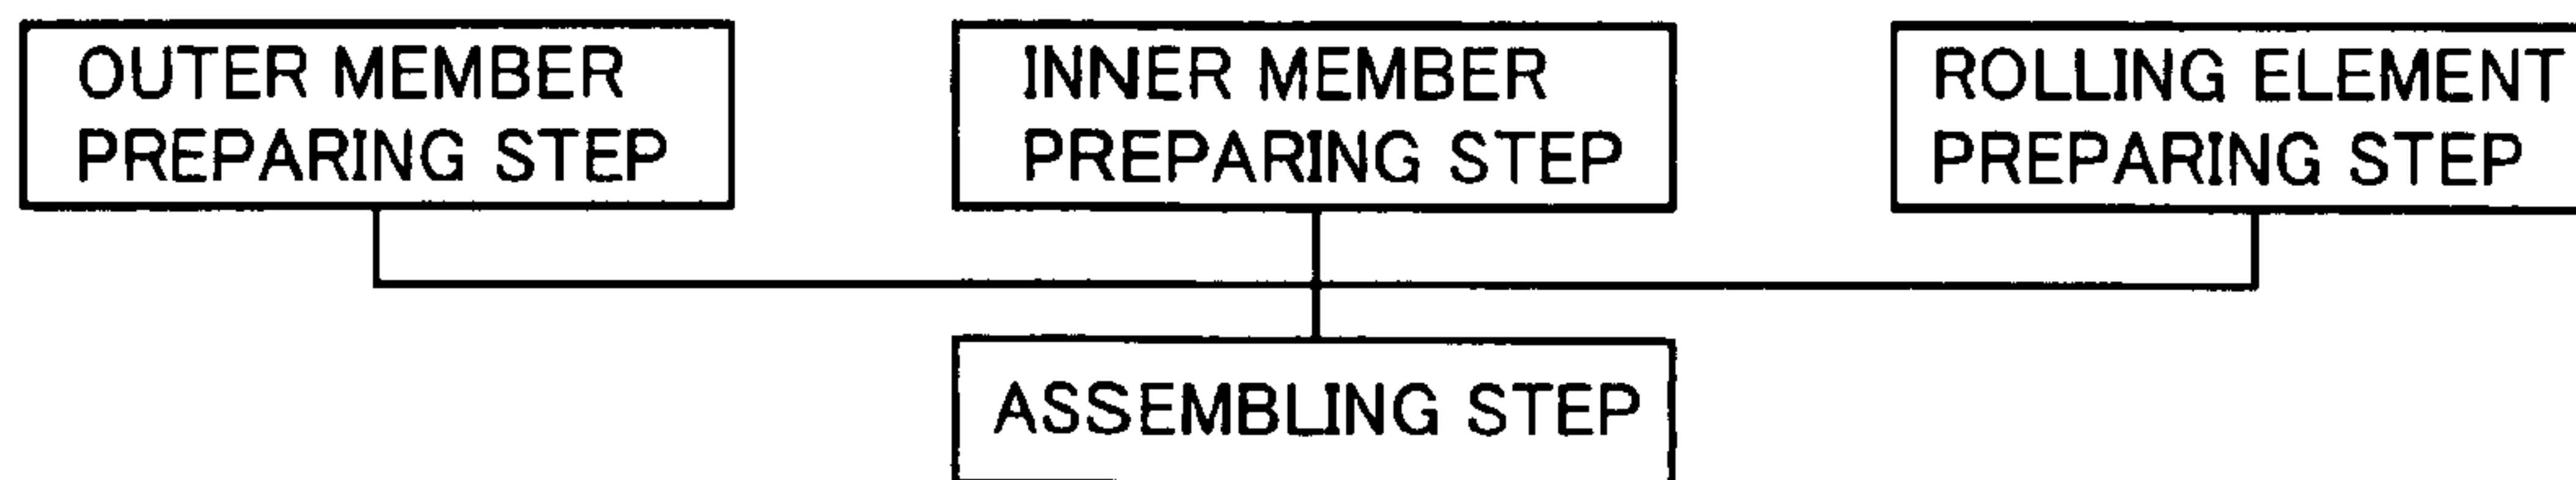 OUTER MEMBER
PREPARING STEP
INNER MEMBER
PREPARING STEP
ROLLING ELEMENT
PREPARING STEP
ASSEMBLING STEP